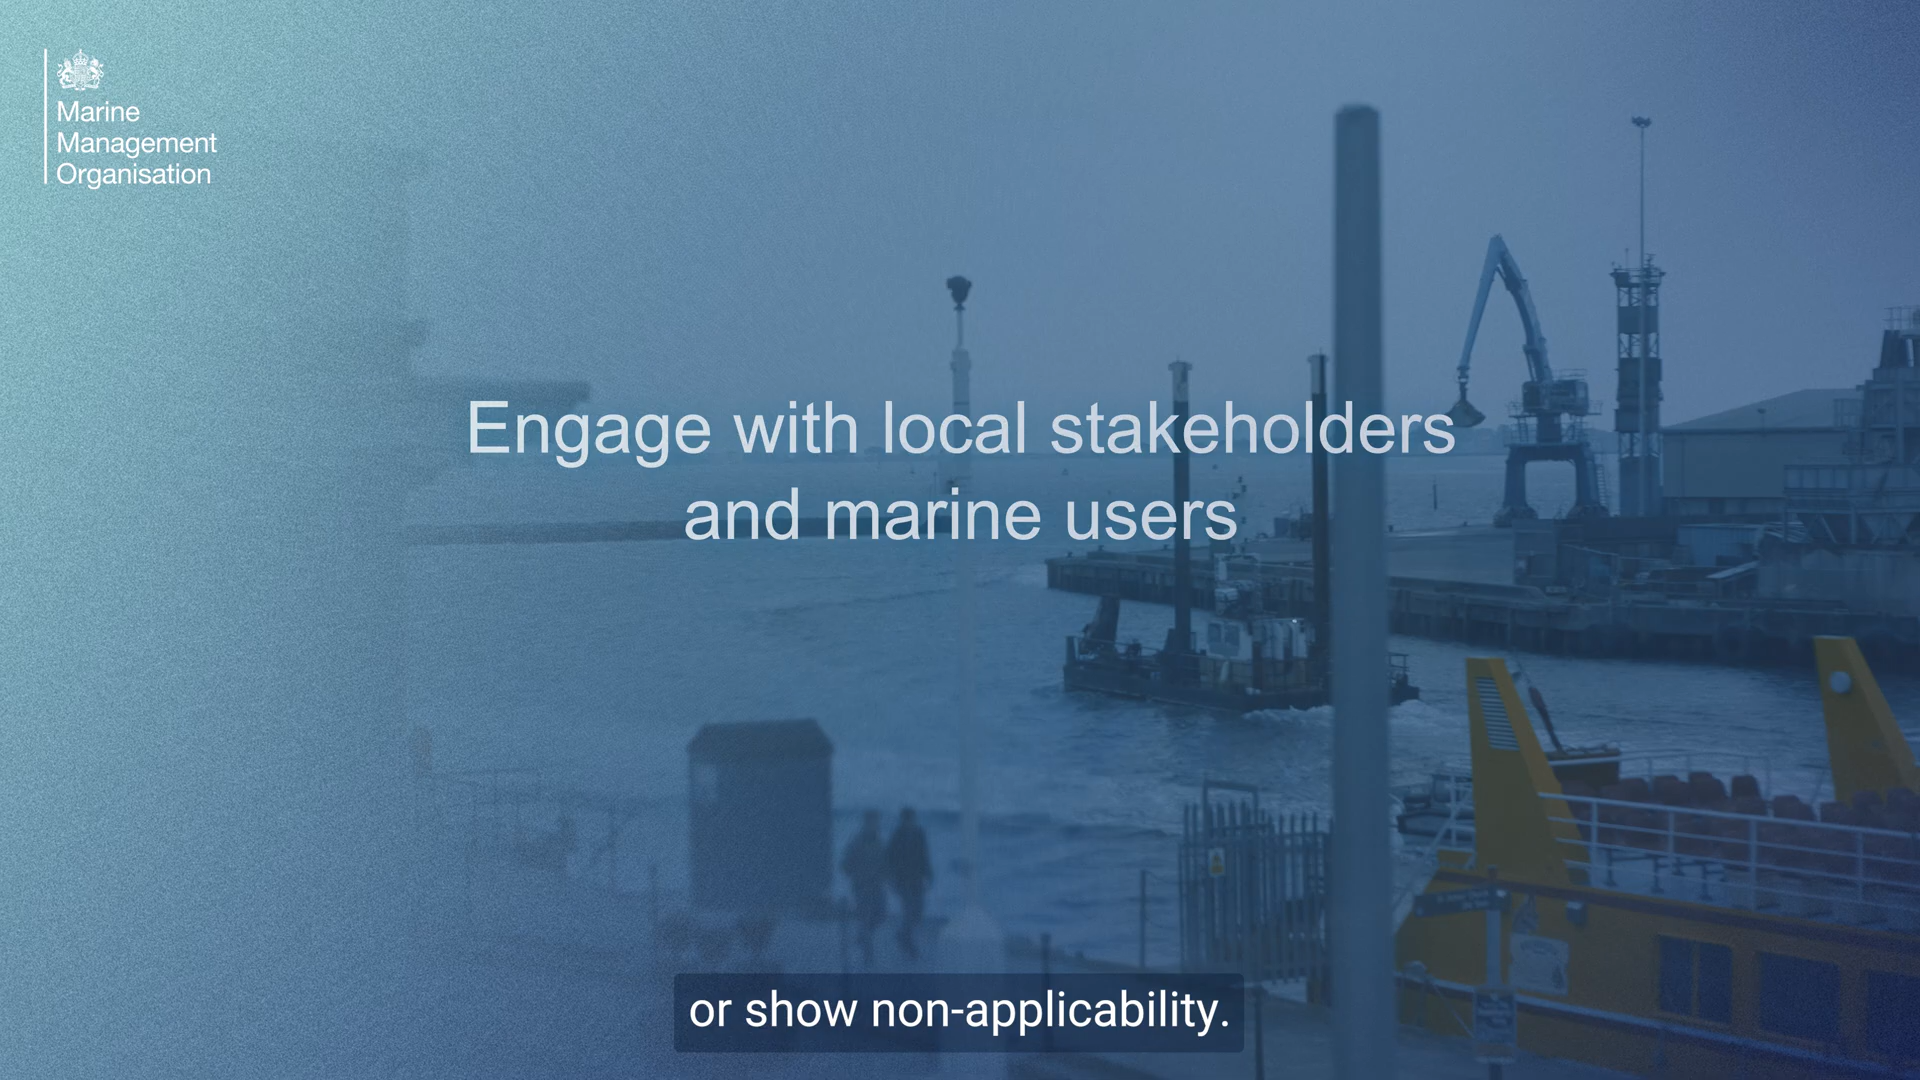 Marine
Management
Organisation
Engage with local stakeholders
and marine users
or show non-applicability.